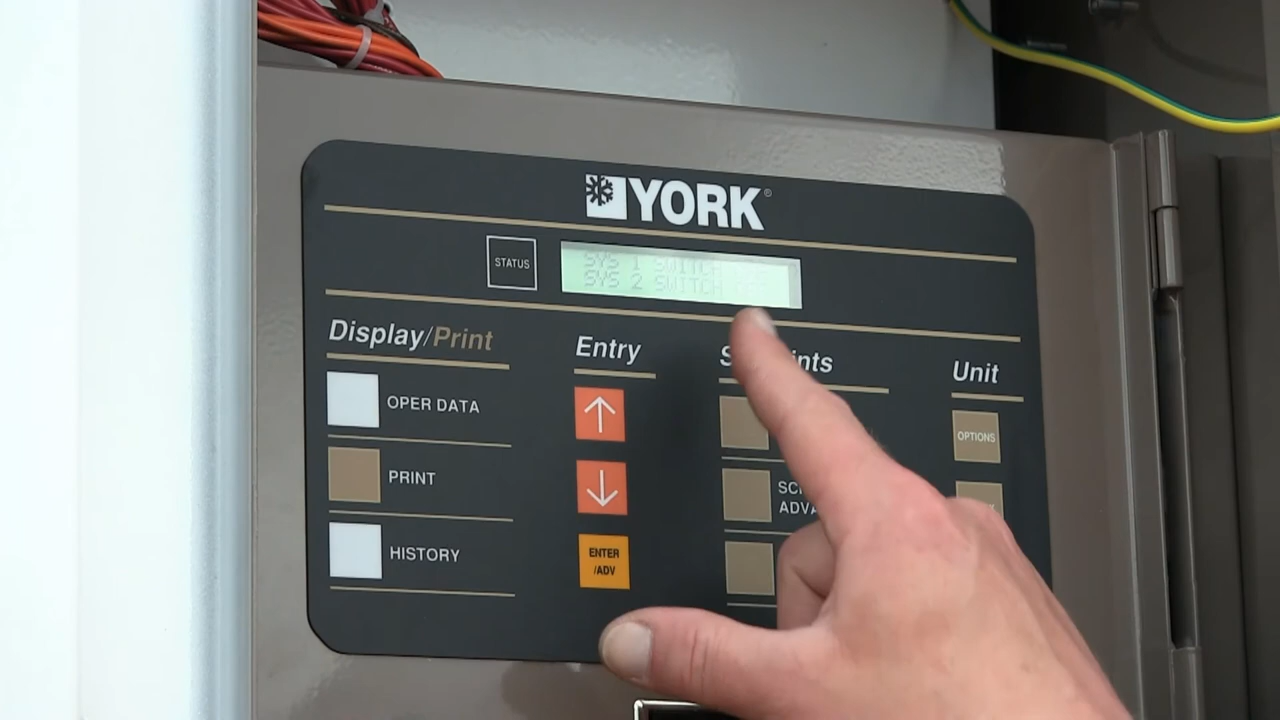 YORK®
STATUS
SYS 1 SWITCH
SYS 2 SWITCH
Display/Print
Entry
Unit
OPER DATA
OPTIONS
PRINT
HISTORY
ENTER
/ADV